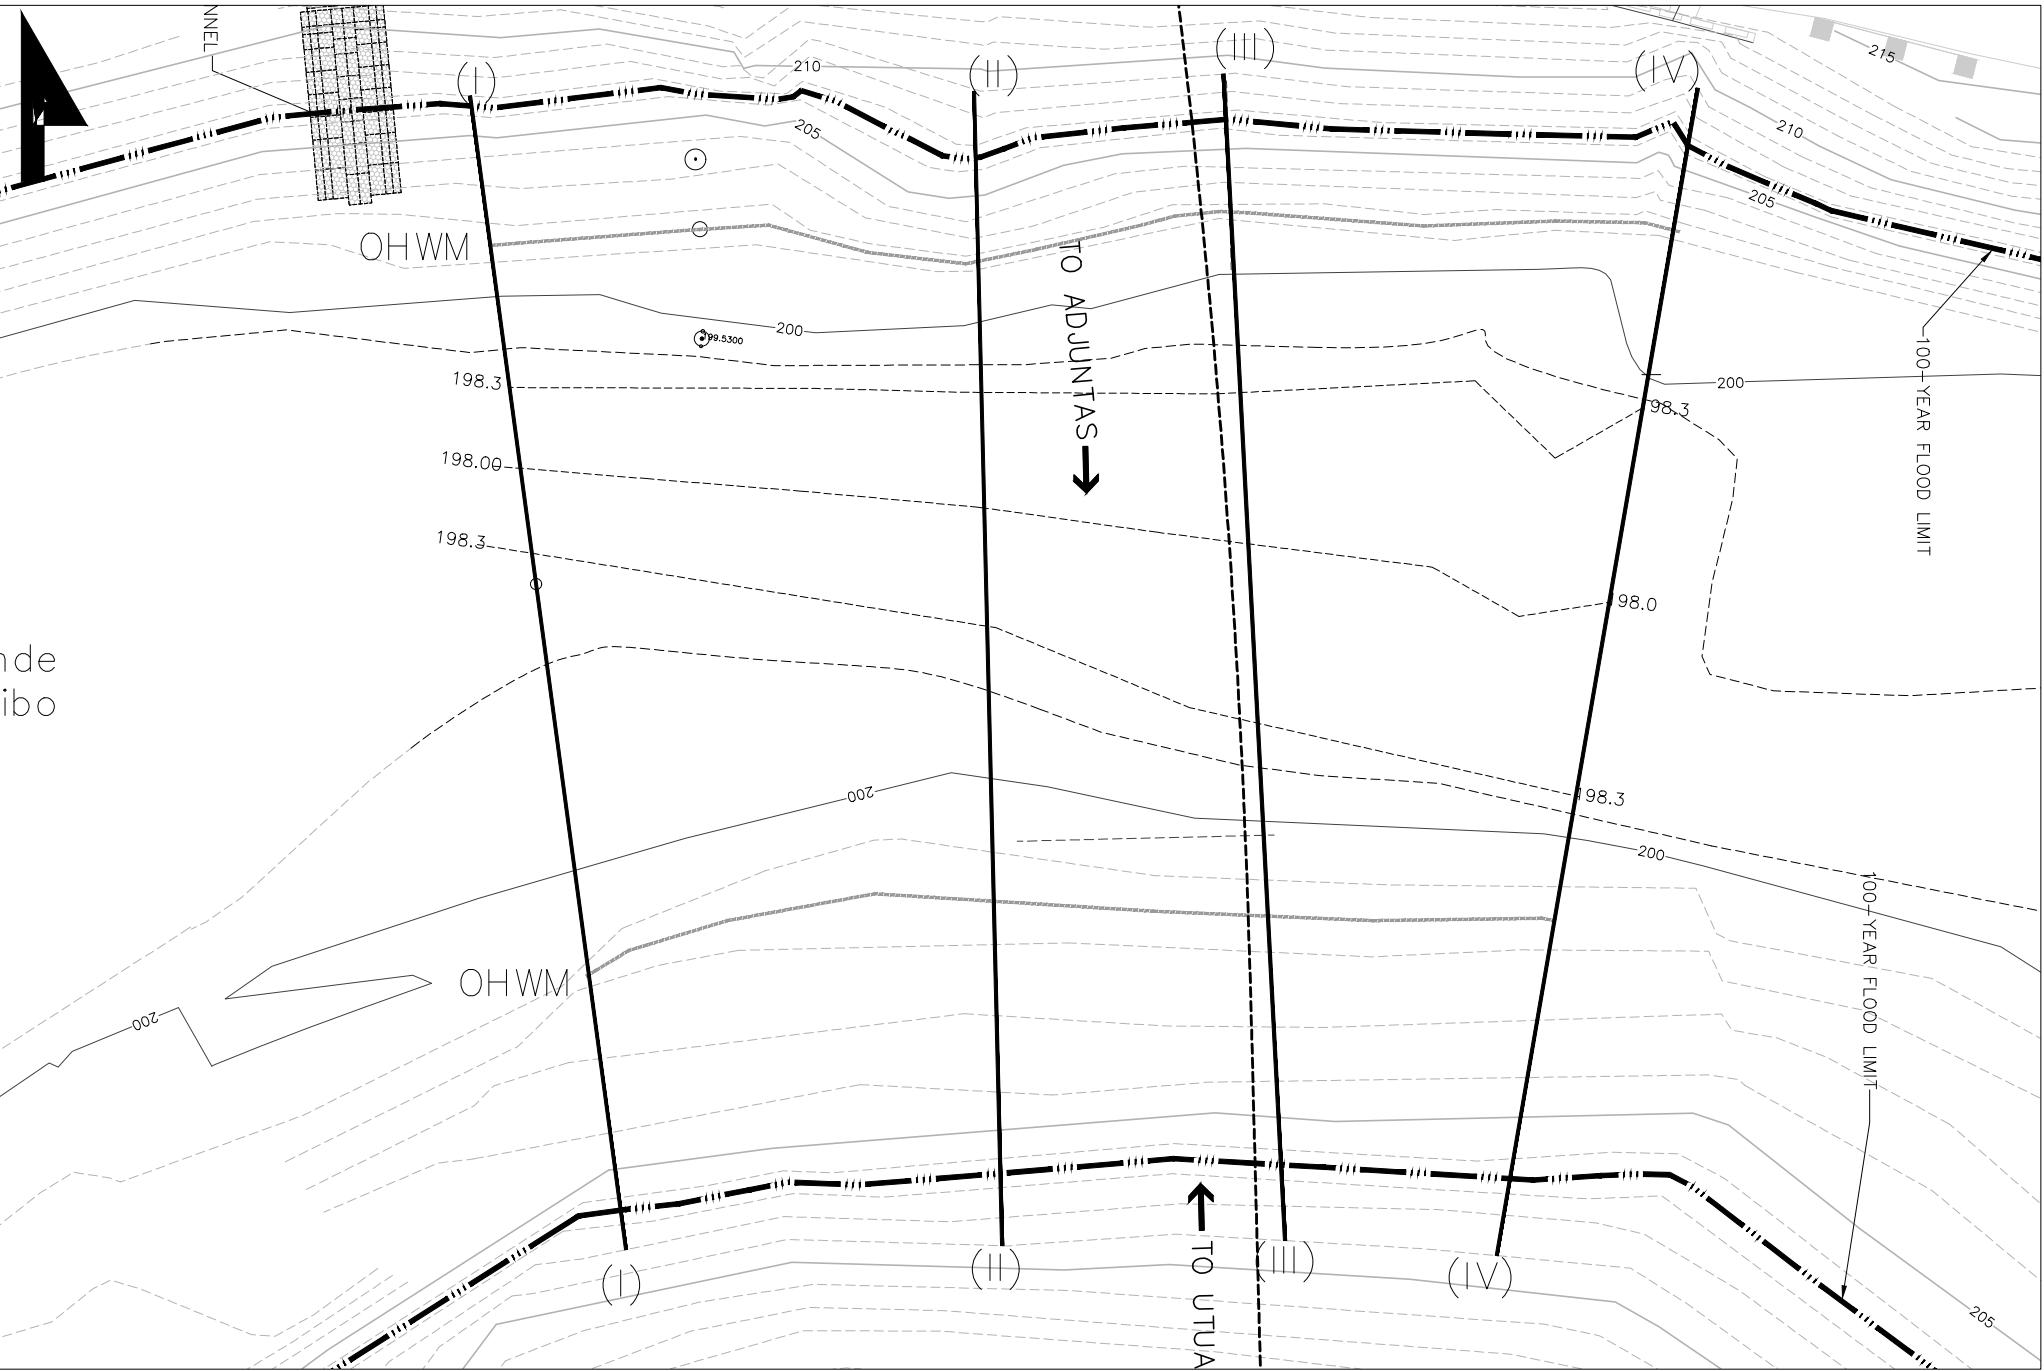 NNEL
(I)
(II)
(III)
(IV)
215
210
205
210
205
OHWM
TO ADJUNTAS
200
99.5300
198.3
200
98.3
100-YEAR FLOOD LIMIT
198.00
198.3
98.0
nde
ibo
200
198.3
200
100-YEAR FLOOD LIMIT
OHWM
200
(I)
(II)
(III)
(IV)
TO UTUA
205